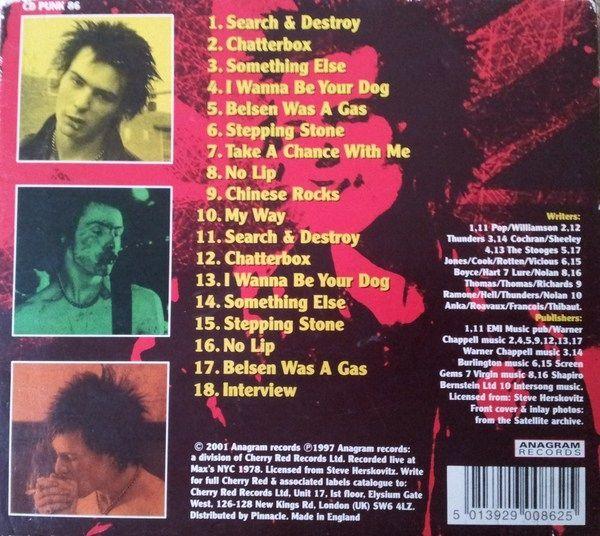 CD PUNK 86
1. Search & Destroy
2. Chatterbox
3. Something Else
4. I Wanna Be Your Dog
5. Belsen Was A Gas
6. Stepping Stone
7. Take A Chance With Me
8. No Lip
9. Chinese Rocks
10. My Way
11. Search & Destroy
12. Chatterbox
13. I Wanna Be Your Dog
14. Something Else
15. Stepping Stone
16. No Lip
17. Belsen Was A Gas
18. Interview
Writers:
1,11 Pop/Williamson 2,12
Thunders 3,14 Cochran/Sheeley
4,13 The Stooges 5,17
Jones/Cook/Rotten/Vicious 6,15
Boyce/Hart 7 Lure/Nolan 8,16
Thomas/Thomas/Richards 9
Ramone/Hell/Thunders/Nolan 10
Anka/Roavaux/Francois/Thibaut.
Publishers:
1,11 EMI Music pub/Warner
Chappell music 2,4,5,9,12,13,17
Warner Chappell music 3,14
Burlington music 6,15 Screen
Gems 7 Virgin music 8,16 Shapiro
Bernstein Ltd 10 Intersong music.
Licensed from: Steve Herskovitz
Front cover & inlay photos:
from the Satellite archive.
© 2001 Anagram records ℗1997 Anagram records:
a division of Cherry Red Records Ltd. Recorded live at
Max's NYC 1978. Licensed from Steve Herskovitz. Write
for full Cherry Red & associated labels catalogue to:
Cherry Red Records Ltd, Unit 17, Ist floor, Elysium Gate
West, 126-128 New Kings Rd, London (UK) SW6 4LZ.
Distributed by Pinnacle. Made in England
ANAGRAM
RECORDS
5 013929 008625